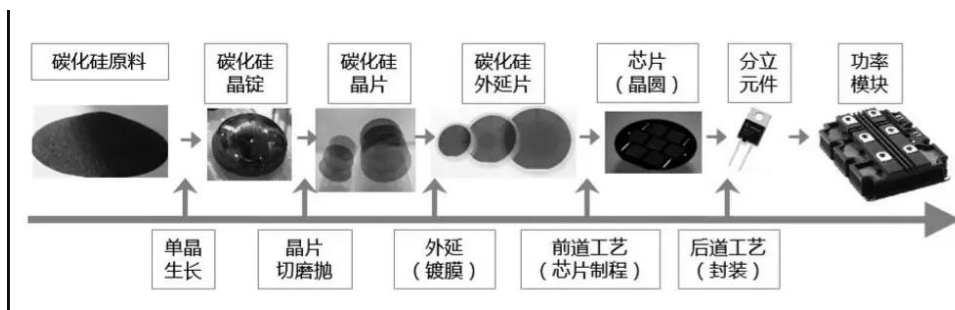 碳化硅原料
碳化硅
晶锭
碳化硅
晶片
碳化硅
外延片
芯片
（晶圆）
分立
元件
功率
模块
单晶
生长
晶片
切磨抛
外延
（镀膜）
前道工艺
（芯片制程）
后道工艺
（封装）